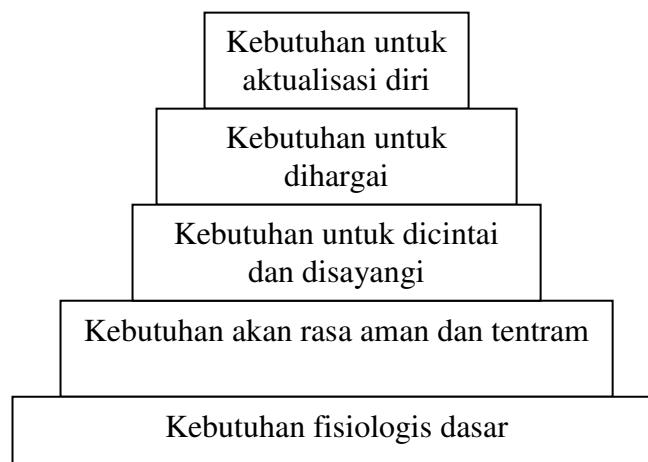 Kebutuhan untuk
aktualisasi diri
Kebutuhan untuk
dihargai
Kebutuhan untuk dicintai
dan disayangi
Kebutuhan akan rasa aman dan tentram
Kebutuhan fisiologis dasar